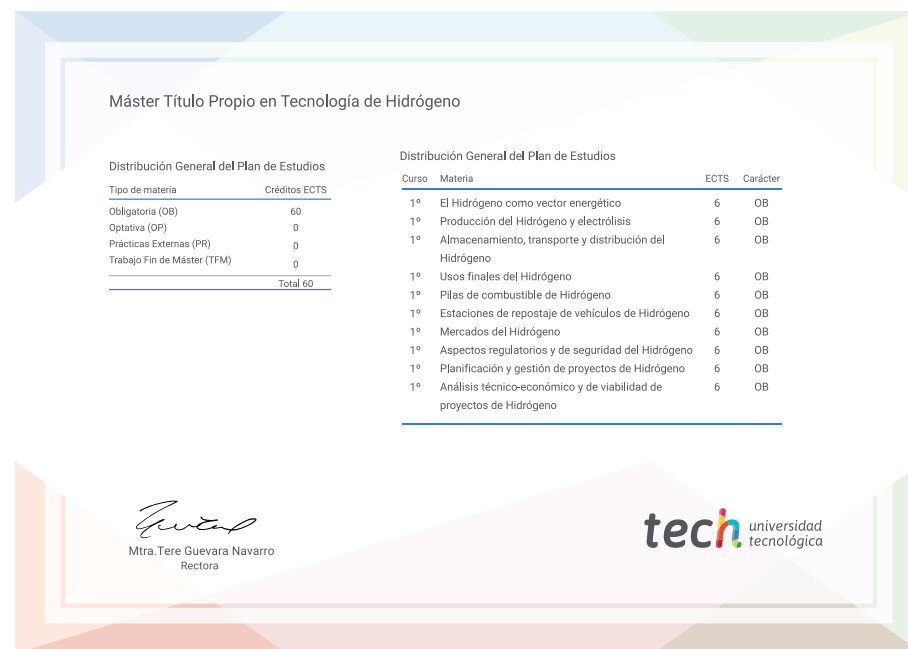 Máster Título Propio en Tecnología de Hidrógeno
Distribución General del Plan de Estudios
Tipo de materia Créditos ECTS
Obligatoria (OB) 60
Optativa (OP) 0
Prácticas Externas (PR) 0
Trabajo Fin de Máster (TFM) 0
Total 60
Distribución General del Plan de Estudios
Curso Materia ECTS Carácter
1º El Hidrógeno como vector energético 6 OB
1º Producción del Hidrógeno y electrólisis 6 OB
1º Almacenamiento, transporte y distribución del 6 OB
Hidrógeno
1º Usos finales del Hidrógeno 6 OB
1º Pilas de combustible de Hidrógeno 6 OB
1º Estaciones de repostaje de vehículos de Hidrógeno 6 OB
1º Mercados del Hidrógeno 6 OB
1º Aspectos regulatorios y de seguridad del Hidrógeno 6 OB
1º Planificación y gestión de proyectos de Hidrógeno 6 OB
1º Análisis técnico-económico y de viabilidad de 6 OB
proyectos de Hidrógeno
Mtra.Tere Guevara Navarro
Rectora
tech universidad
tecnológica